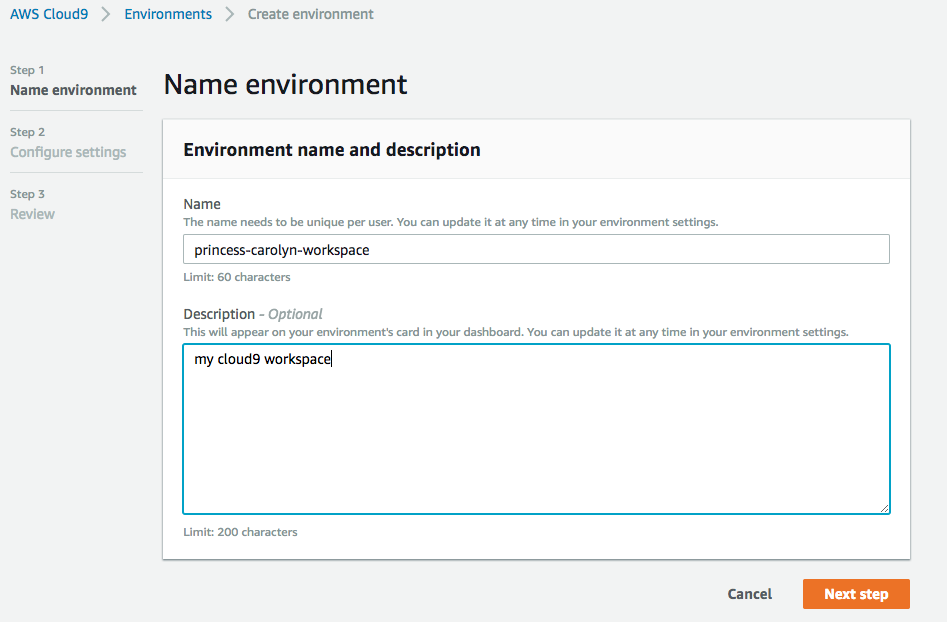 AWS Cloud9 > Environments > Create environment
Step 1
Name environment
Step 2
Configure settings
Step 3
Review
Name environment
Environment name and description
Name
The name needs to be unique per user. You can update it at any time in your environment settings.
princess-carolyn-workspace
Limit: 60 characters
Description - Optional
This will appear on your environment's card in your dashboard. You can update it at any time in your environment settings.
my cloud9 workspace
Limit: 200 characters
Cancel
Next step